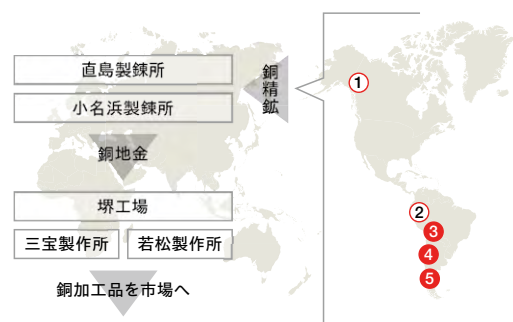 直島製錬所
小名浜製錬所
銅精鉱
銅地金
堺工場
三宝製作所
若松製作所
銅加工品を市場へ
1
2
3
4
5